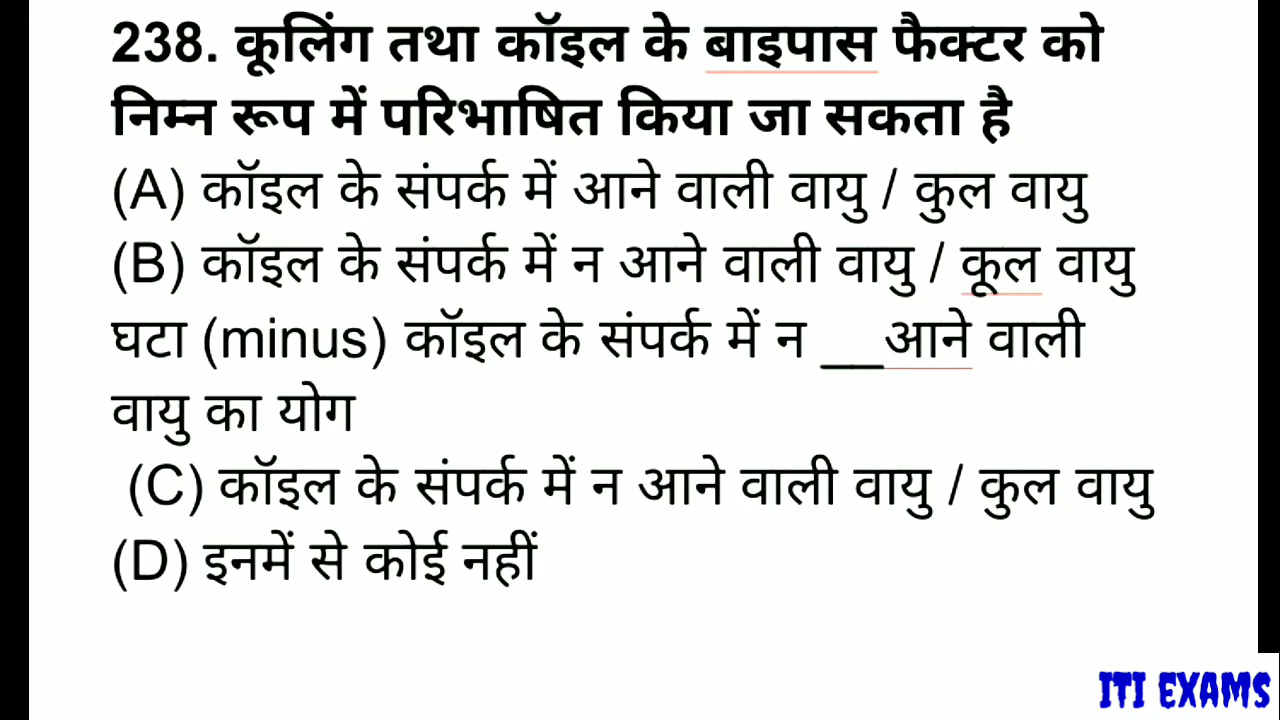 238. कूलिंग तथा कॉइल के बाइपास फैक्टर को
निम्न रूप में परिभाषित किया जा सकता है
(A) कॉइल के संपर्क में आने वाली वायु / कुल वायु
(B) कॉइल के संपर्क में न आने वाली वायु / कूल वायु
घटा (minus) कॉइल के संपर्क में न __आने वाली
वायु का योग
(C) कॉइल के संपर्क में न आने वाली वायु / कुल वायु
(D) इनमें से कोई नहीं
ITI EXAMS